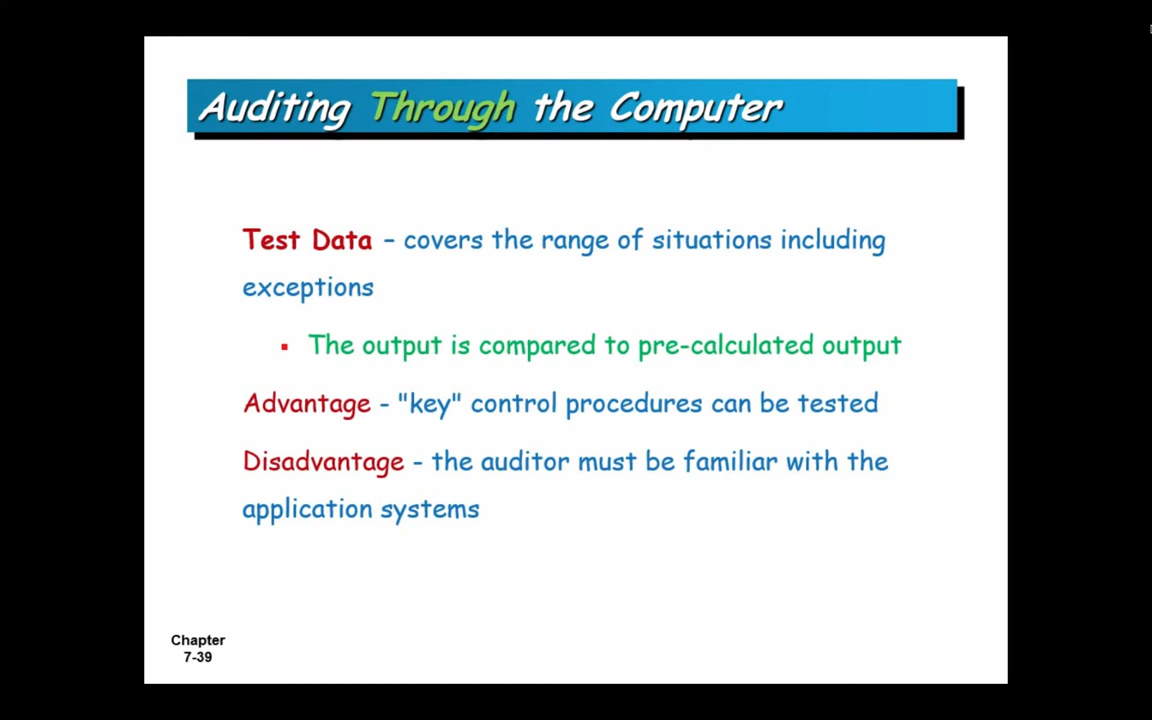 Auditing Through the Computer
Test Data – covers the range of situations including
exceptions
▪ The output is compared to pre-calculated output
Advantage - "key" control procedures can be tested
Disadvantage - the auditor must be familiar with the
application systems
Chapter
7-39